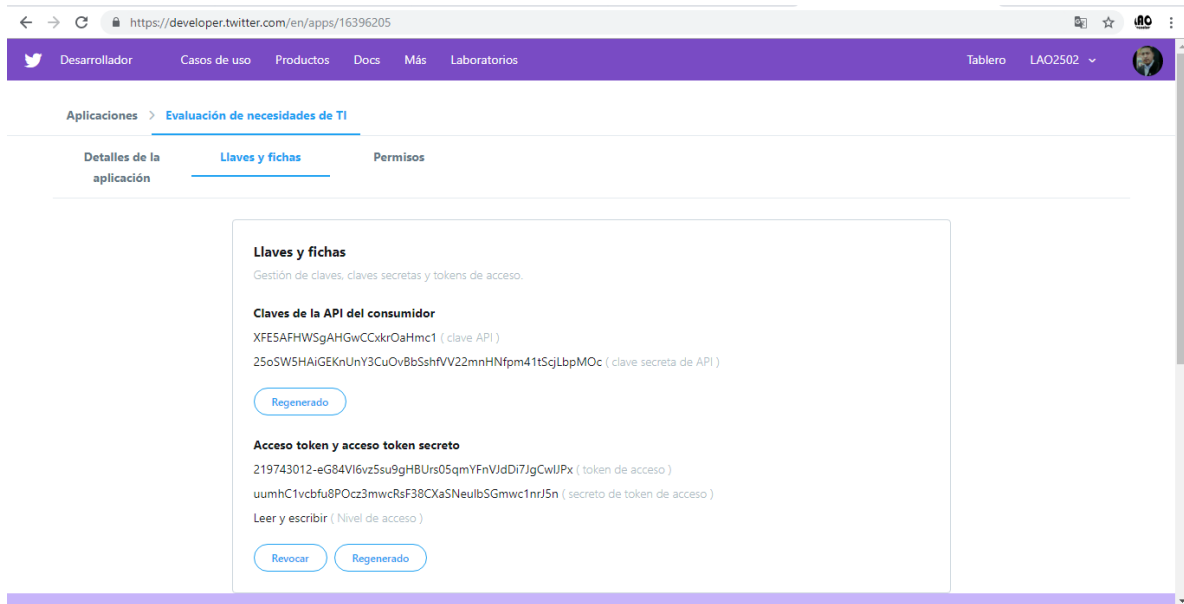 https://developer.twitter.com/en/apps/16396205
LAO
Desarrollador Casos de uso Productos Docs Más Laboratorios Tablero LAO2502
Aplicaciones > Evaluación de necesidades de TI
Detalles de la aplicación
Llaves y fichas
Permisos
Llaves y fichas
Gestión de claves, claves secretas y tokens de acceso.
Claves de la API del consumidor
XFE5AFHWSgAHGwCCxkrOaHmc1 ( clave API )
25oSW5HAiGEKnUnY3CuOvBbSshfVV22mnHNfpm41tScjLbpMOc ( clave secreta de API )
Regenerado
Acceso token y acceso token secreto
( token de acceso )
( secreto de token de acceso )
Leer y escribir ( Nivel de acceso )
Revocar Regenerado